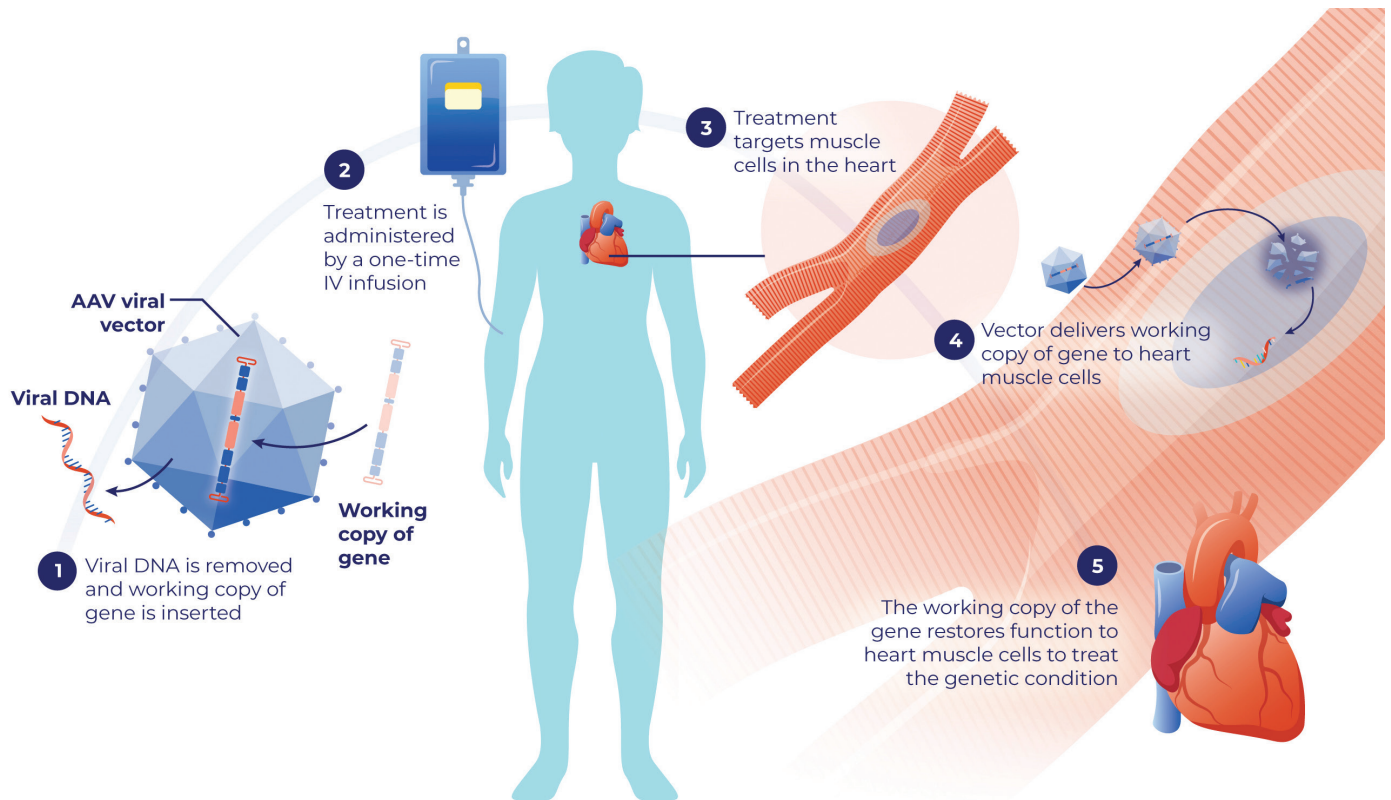 AAV viral
vector
Viral DNA
Working
copy of
gene
1
Viral DNA is removed
and working copy of
gene is inserted
2
Treatment is
administered
by a one-time
IV infusion
3
Treatment
targets muscle
cells in the heart
4
Vector delivers working
copy of gene to heart
muscle cells
5
The working copy of the
gene restores function to
heart muscle cells to treat
the genetic condition